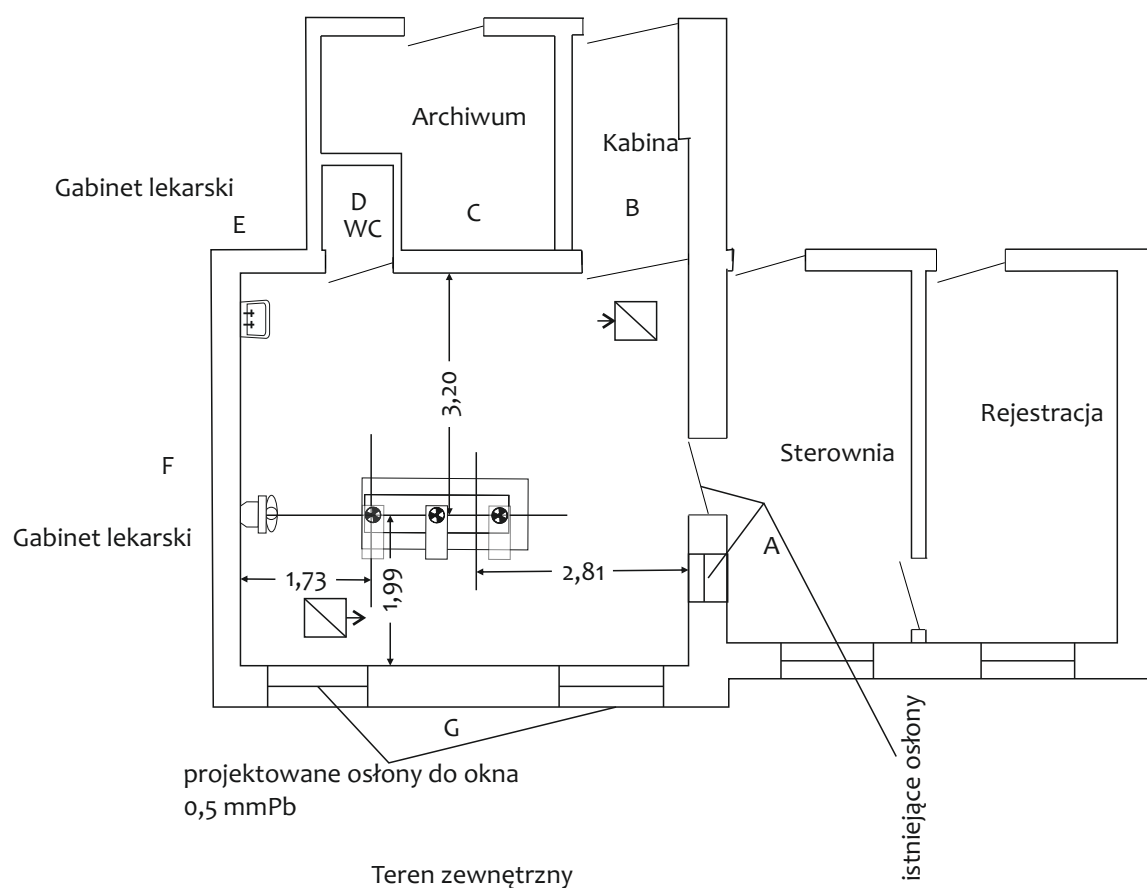 Archiwum
Kabina
Gabinet lekarski
D
WC
C
B
E
3,20
Rejestracja
Sterownia
F
Gabinet lekarski
A
1,73
1,99
2,81
G
projektowane osłony do okna
0,5 mmPb
istniejące osłony
Teren zewnętrzny